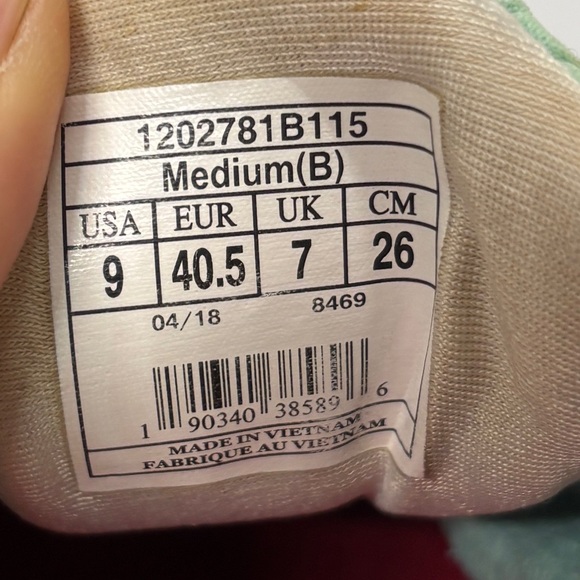 1202781B115
Medium(B)
USA EUR UK CM
9 40.5 7 26
04/18 8469
1 90340 38589 6
MADE IN VIETNAM
FABRIQUE AU VIETNAM